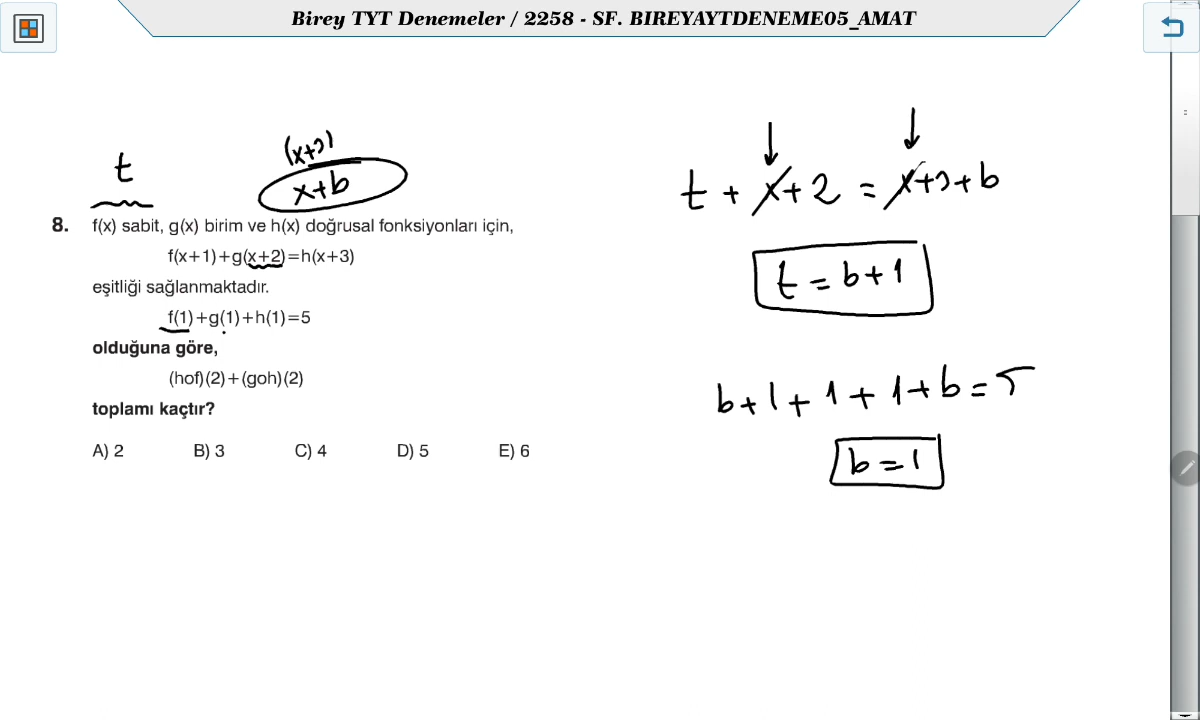 Birey TYT Denemeler / 2258 - SF. BIREYAYTDENEME05_AMAT
t
(x+3)
x+b
8. f(x) sabit, g(x) birim ve h(x) doğrusal fonksiyonları için,
f(x+1)+g(x+2)=h(x+3)
eşitliği sağlanmaktadır.
f(1)+g(1)+h(1)=5
olduğuna göre,
(hof)(2)+(goh)(2)
toplamı kaçtır?
A) 2 B) 3 C) 4 D) 5 E) 6
t + x+2 = x+3+b
t = b+1
b+1+1+1+b=5
b=1